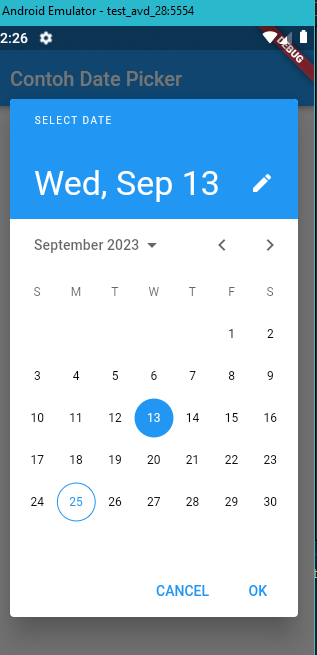 Android Emulator - test_avd_28:5554
2:26
DEBUG
Contoh Date Picker
SELECT DATE
Wed, Sep 13
September 2023
S M T W T F S
1 2
3 4 5 6 7 8 9
10 11 12 13 14 15 16
17 18 19 20 21 22 23
24 25 26 27 28 29 30
CANCEL OK